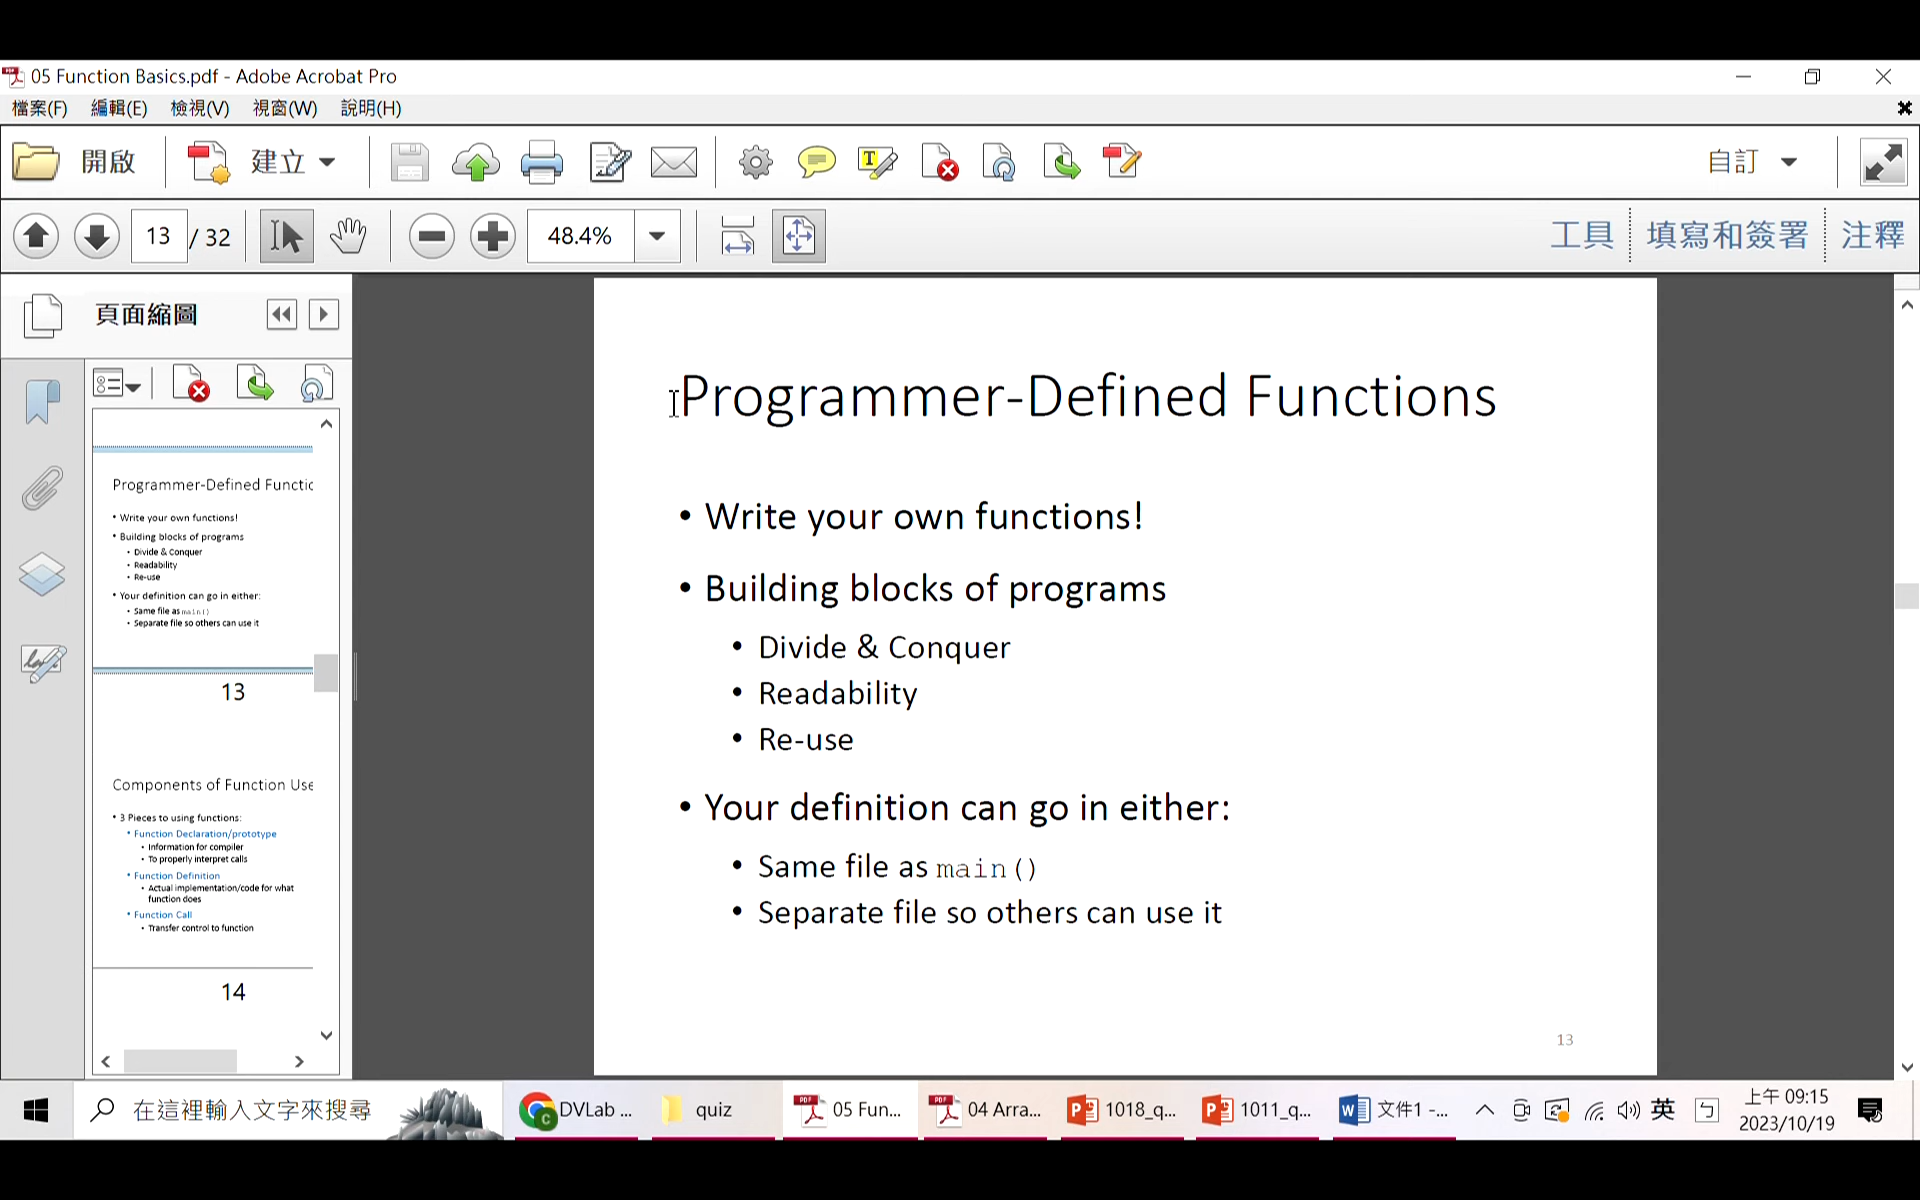 05 Function Basics.pdf - Adobe Acrobat Pro
檔案(F) 編輯(E) 檢視(V) 視窗(W) 說明(H)
開啟 建立 自訂
13 / 32 48.4% 工具 填寫和簽署 注釋
頁面縮圖
Programmer-Defined Functic
• Write your own functions!
• Building blocks of programs
• Divide & Conquer
• Readability
• Re-use
• Your definition can go in either:
• Same file as main()
• Separate file so others can use it
13
Components of Function Use
• 3 Pieces to using functions:
• Function Declaration/prototype
• Information for compiler
• To properly interpret calls
• Function Definition
• Actual implementation/code for what
function does
• Function Call
• Transfer control to function
14
Programmer-Defined Functions
• Write your own functions!
• Building blocks of programs
• Divide & Conquer
• Readability
• Re-use
• Your definition can go in either:
• Same file as main()
• Separate file so others can use it
13
在這裡輸入文字來搜尋 DVLab ... quiz 05 Fun... 04 Arra... 1018_q... 1011_q... 文件1 -... 英 上午 09:15
2023/10/19